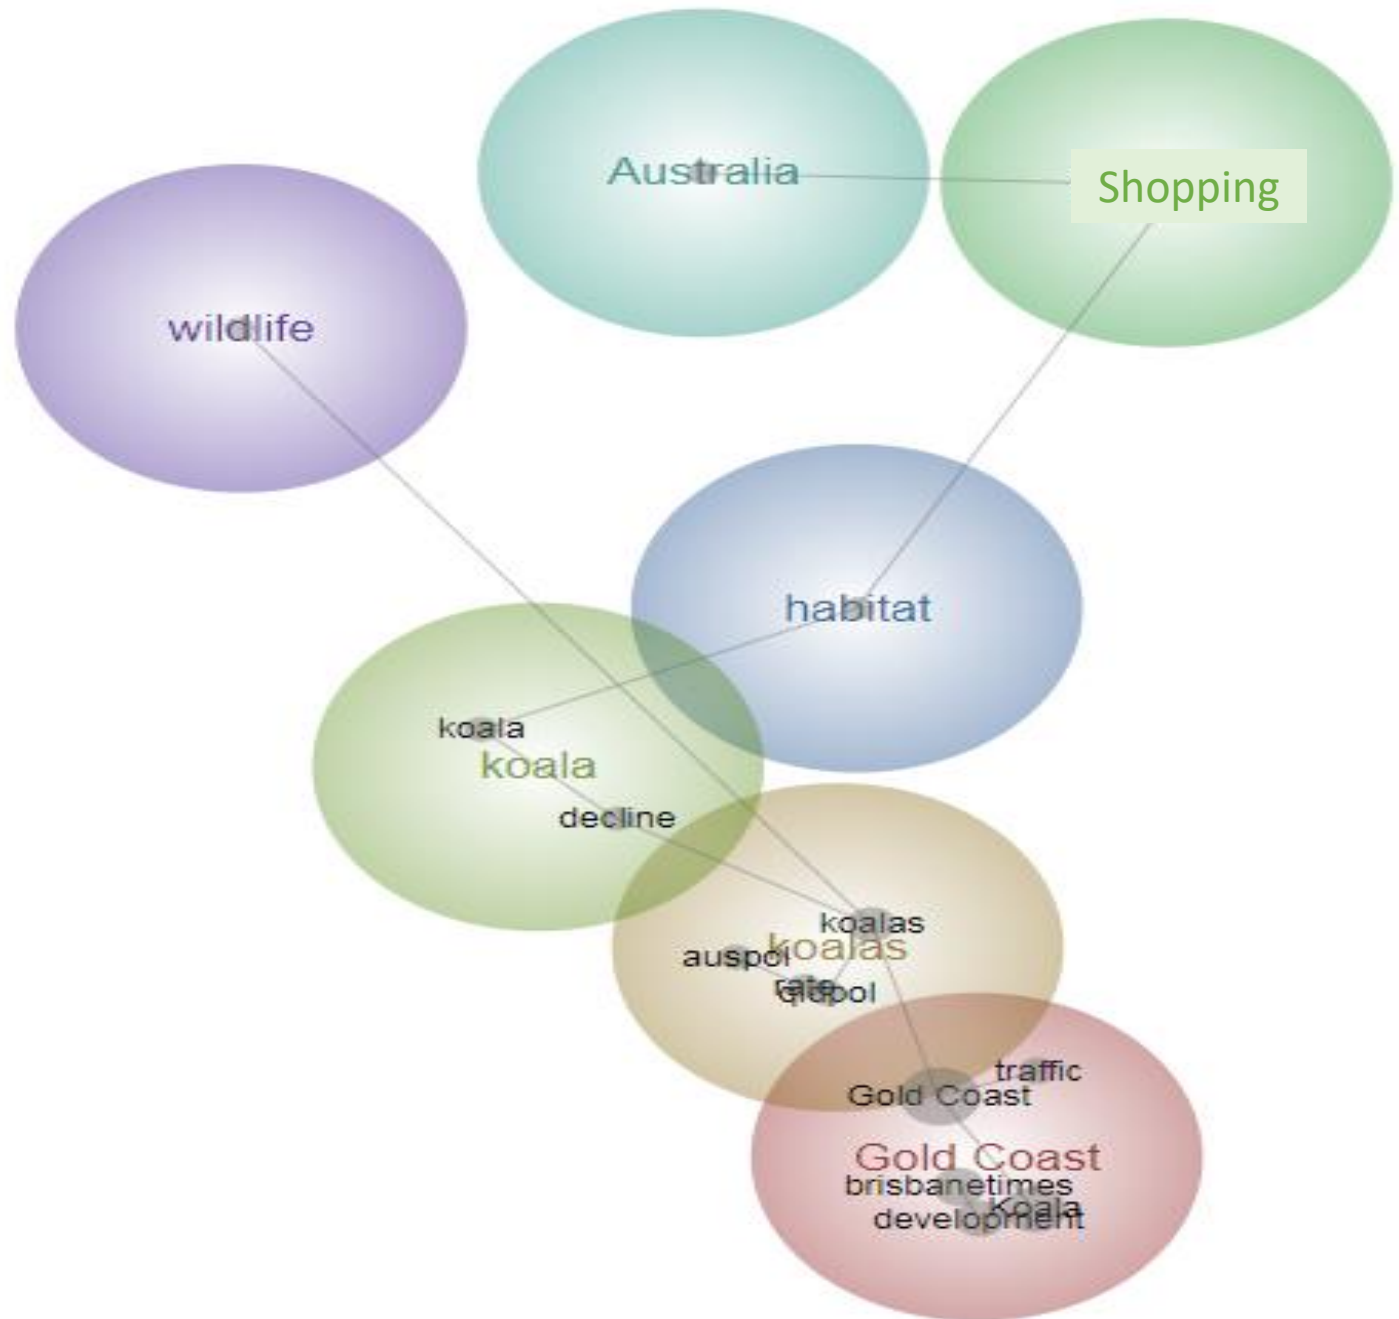 Australia
Shopping
wildlife
habitat
koala
koala
decline
koalas
koalas
auspol
rate
qldpol
traffic
Gold Coast
Gold Coast
brisbanetimes
Koala
development